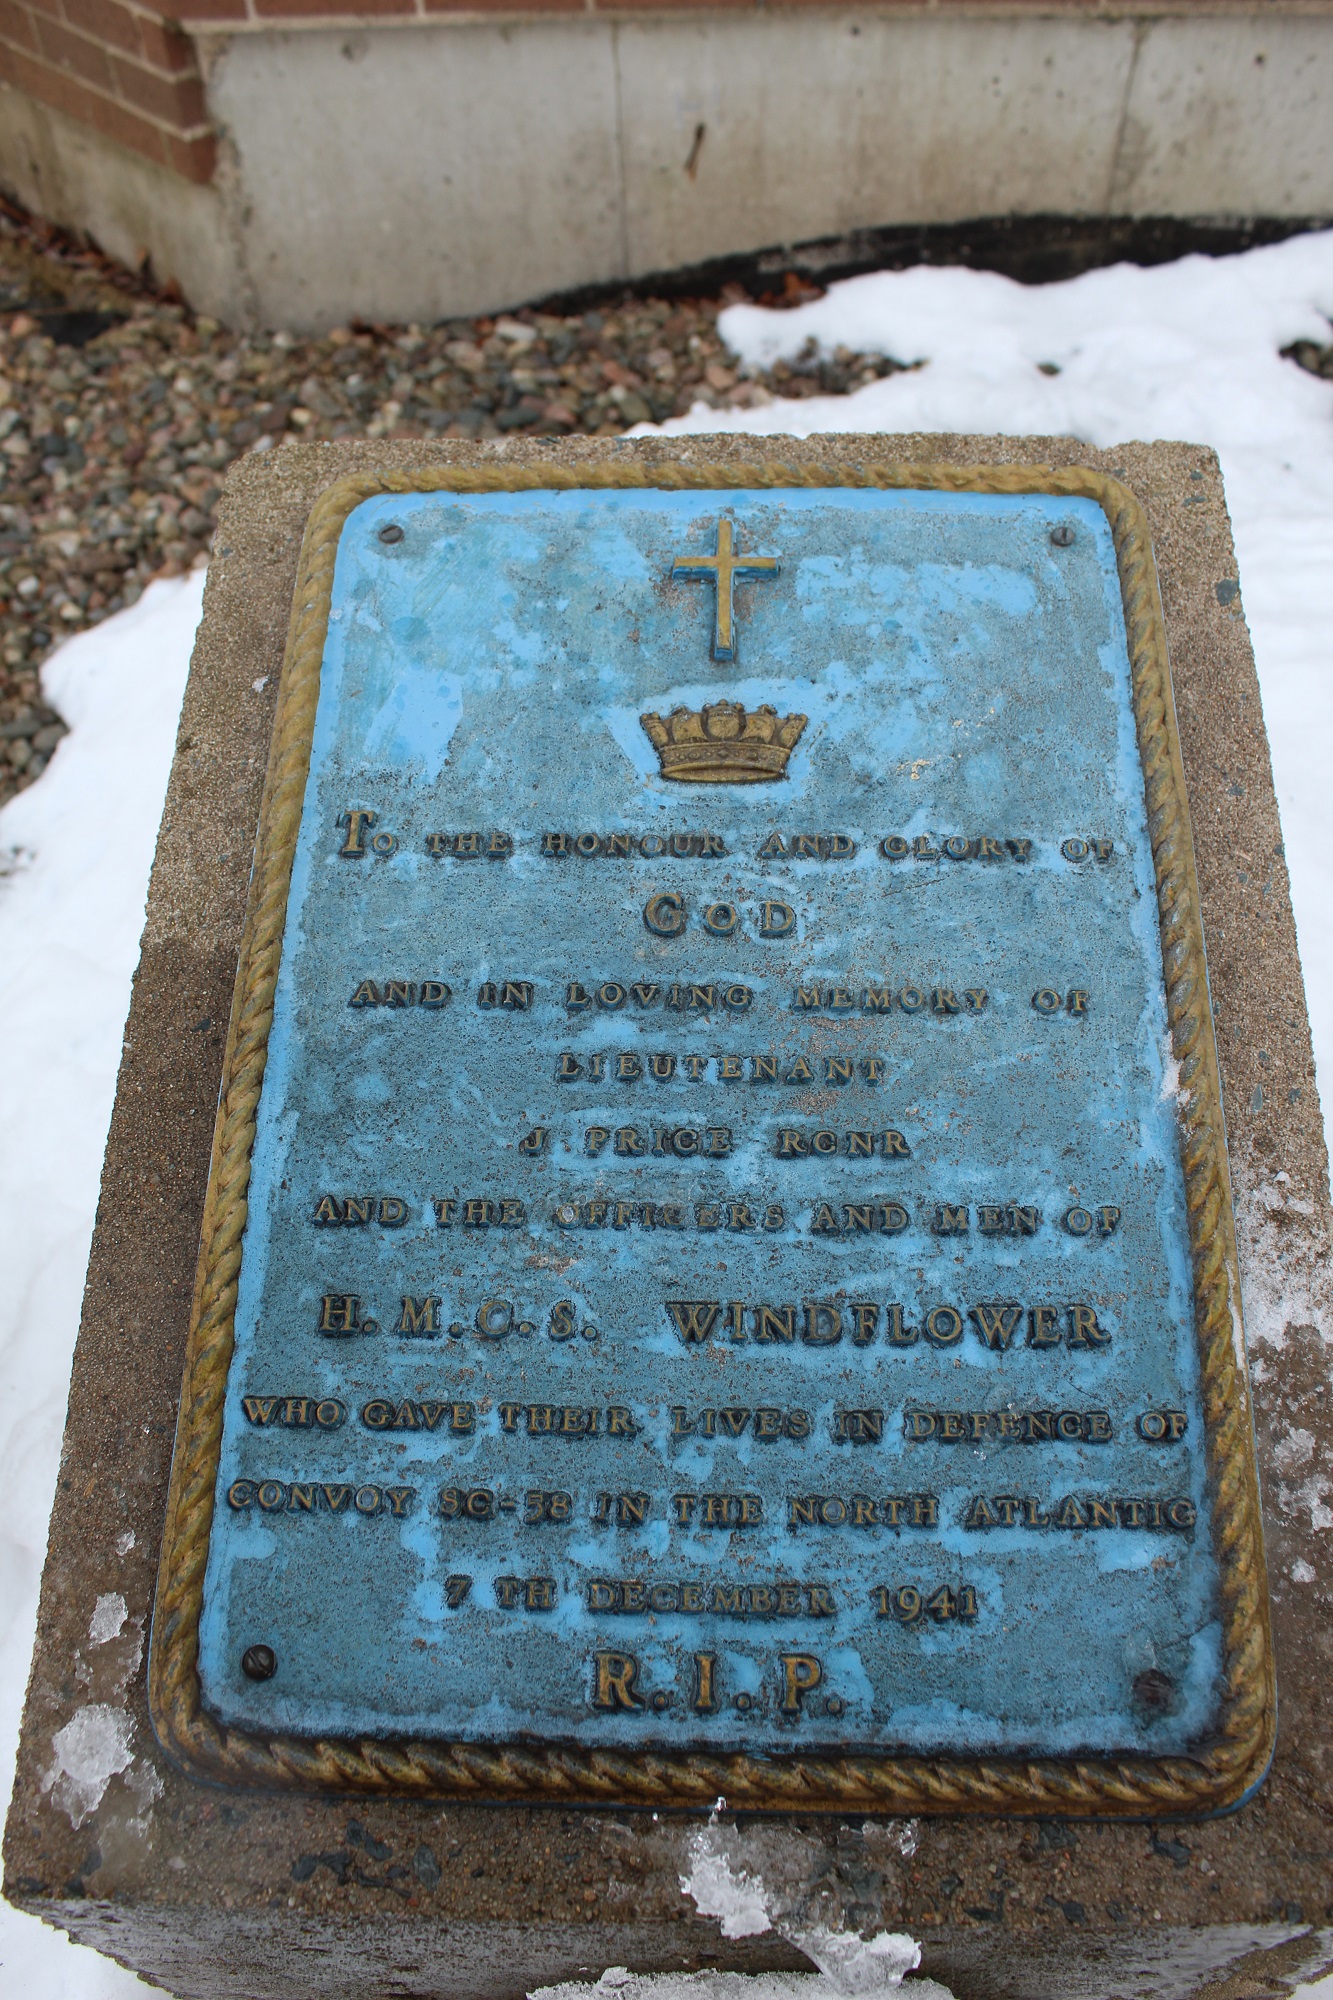 To the honour and glory of
God
and in loving memory of
Lieutenant
J Price RCNR
and the officers and men of
H.M.C.S. Windflower
who gave their lives in defence of
convoy SC-58 in the North Atlantic
7 th December 1941
R.I.P.